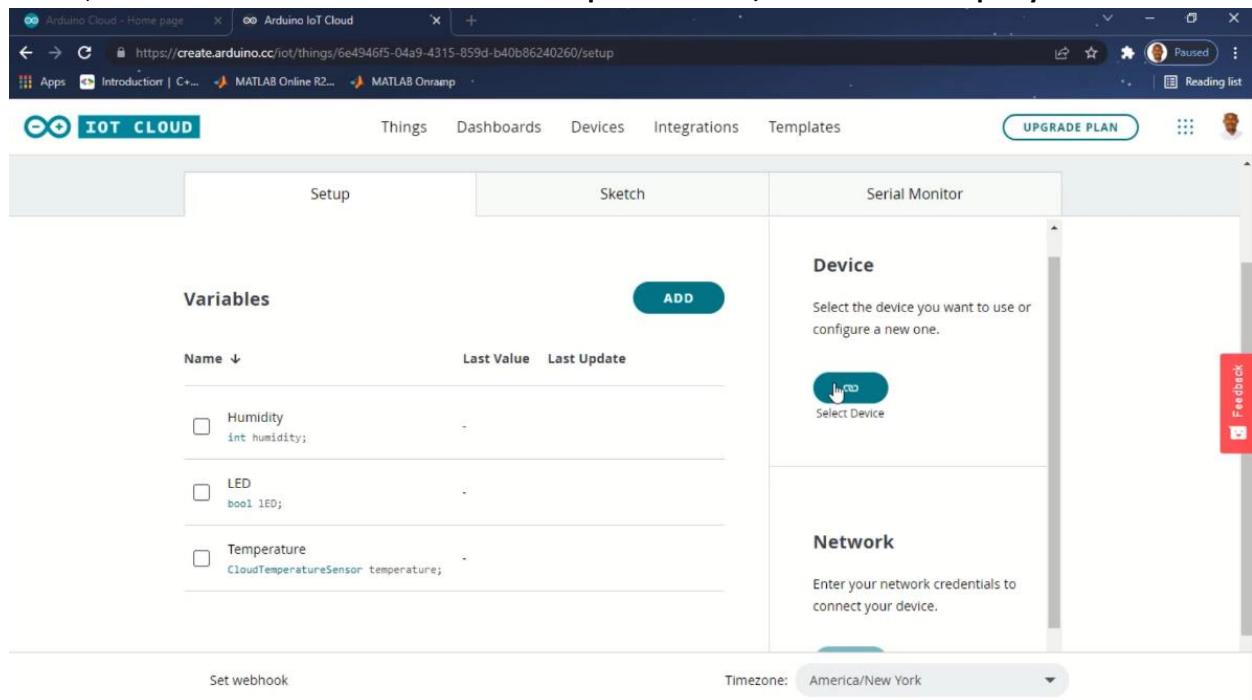 Arduino Cloud - Home page
Arduino IoT Cloud
https://create.arduino.cc/iot/things/6e4946f5-04a9-4315-859d-b40b86240260/setup
Paused
Apps
Introduction | C+...
MATLAB Online R2...
MATLAB Onramp
Reading list
IOT CLOUD
Things
Dashboards
Devices
Integrations
Templates
UPGRADE PLAN
Setup
Sketch
Serial Monitor
Variables
ADD
Name ↓
Last Value
Last Update
Humidity
int humidity;
-
LED
bool lED;
-
Temperature
CloudTemperatureSensor temperature;
-
Device
Select the device you want to use or
configure a new one.
Select Device
Network
Enter your network credentials to
connect your device.
Feedback
Set webhook
Timezone:
America/New York